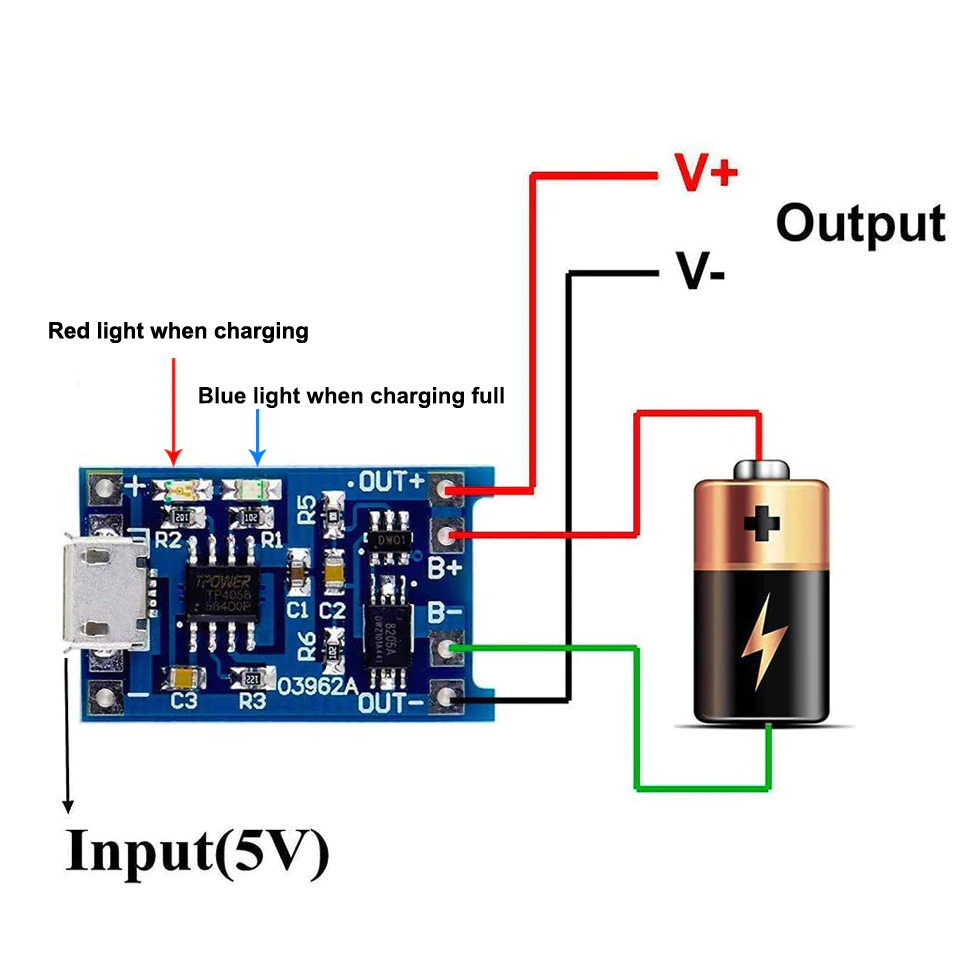 V+
Output
V-
Red light when charging
Blue light when charging full
OUT+
+
201
102
R5
R2
R1
DW01
B+
TPOWER
TP4056
C1
C2
B-
8205A
R6
102
C3
221
R3
03962A
OUT-
-
+
Input(5V)